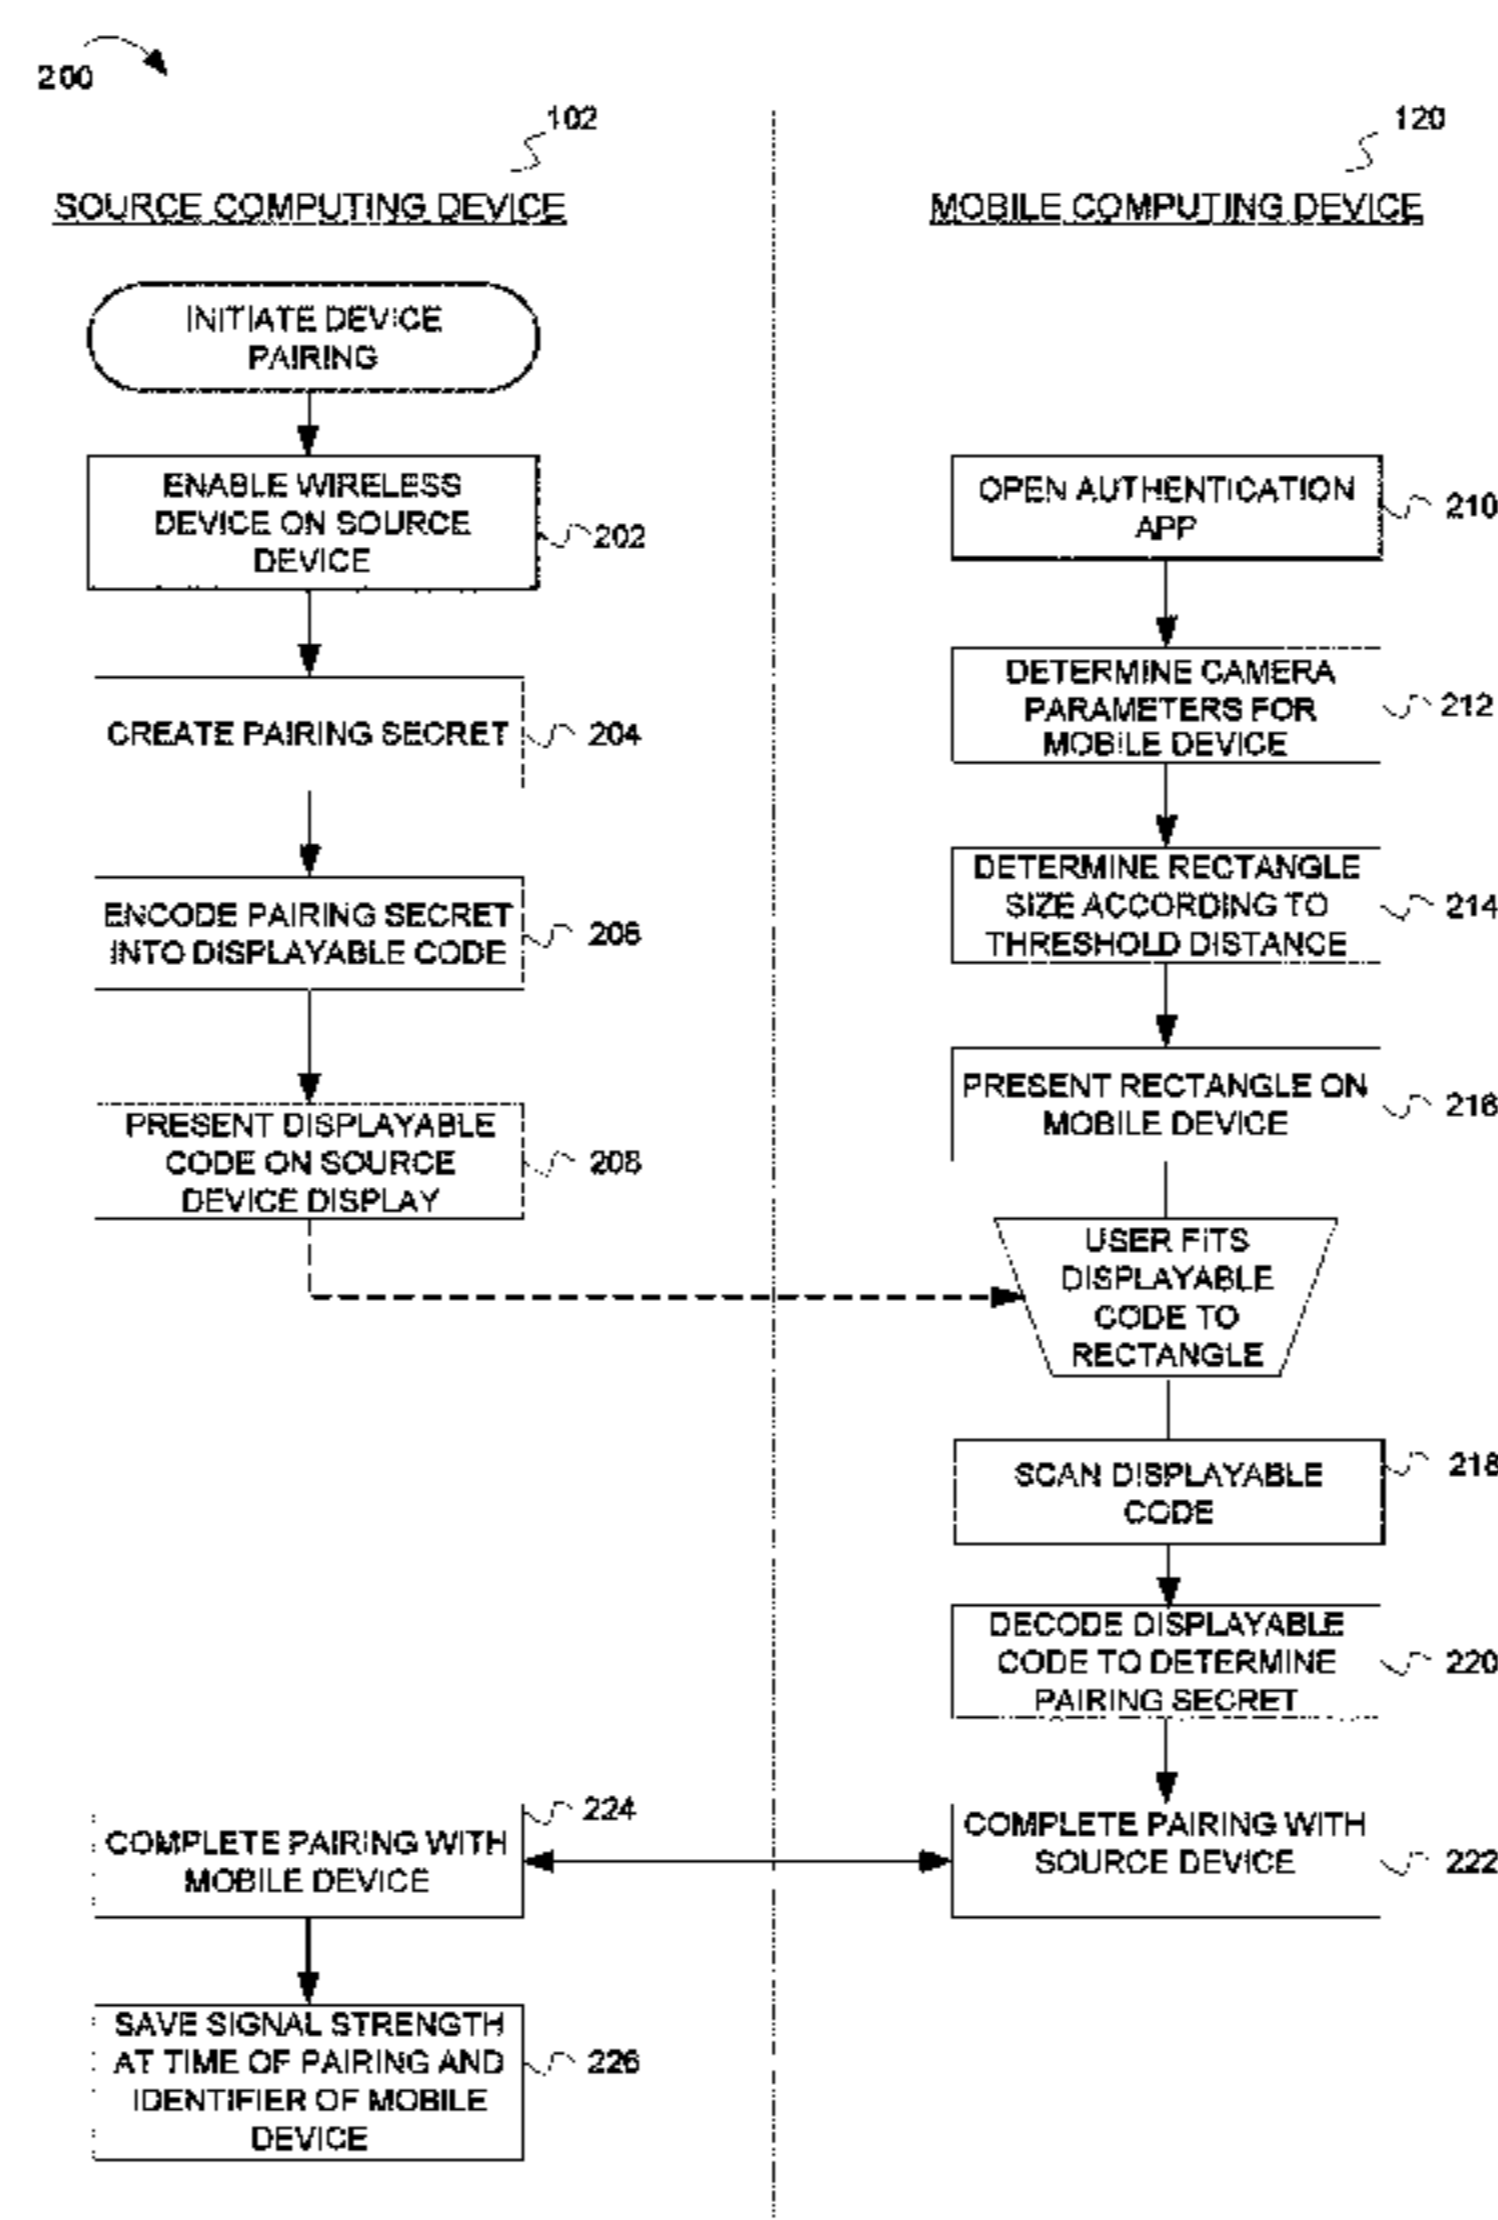 200
102
SOURCE COMPUTING DEVICE
INITIATE DEVICE
PAIRING
ENABLE WIRELESS
DEVICE ON SOURCE
DEVICE
202
CREATE PAIRING SECRET
204
ENCODE PAIRING SECRET
INTO DISPLAYABLE CODE
206
PRESENT DISPLAYABLE
CODE ON SOURCE
DEVICE DISPLAY
208
120
MOBILE COMPUTING DEVICE
OPEN AUTHENTICATION
APP
210
DETERMINE CAMERA
PARAMETERS FOR
MOBILE DEVICE
212
DETERMINE RECTANGLE
SIZE ACCORDING TO
THRESHOLD DISTANCE
214
PRESENT RECTANGLE ON
MOBILE DEVICE
216
USER FITS
DISPLAYABLE
CODE TO
RECTANGLE
SCAN DISPLAYABLE
CODE
218
DECODE DISPLAYABLE
CODE TO DETERMINE
PAIRING SECRET
220
COMPLETE PAIRING WITH
SOURCE DEVICE
222
224
COMPLETE PAIRING WITH
MOBILE DEVICE
SAVE SIGNAL STRENGTH
AT TIME OF PAIRING AND
IDENTIFIER OF MOBILE
DEVICE
226